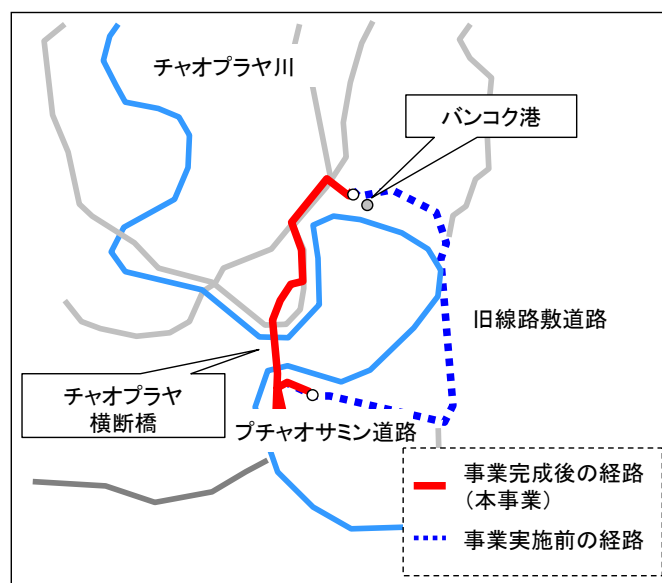 チャオプラヤ川
バンコク港
旧線路敷道路
チャオプラヤ
横断橋
プチャオサミン道路
事業完成後の経路
（本事業）
事業実施前の経路